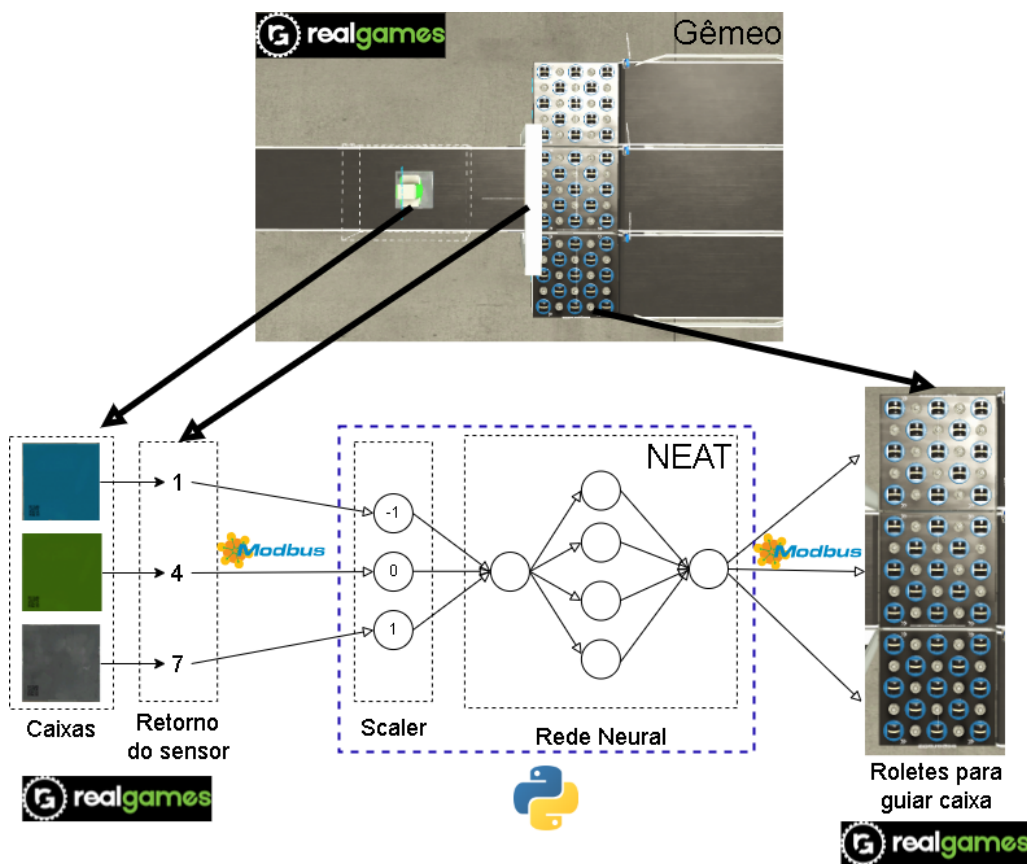 realgames
Gêmeo
1
4
7
Modbus
-1
0
1
NEAT
Modbus
Caixas
Retorno
do sensor
Scaler
Rede Neural
Roletes para
guiar caixa
realgames
realgames